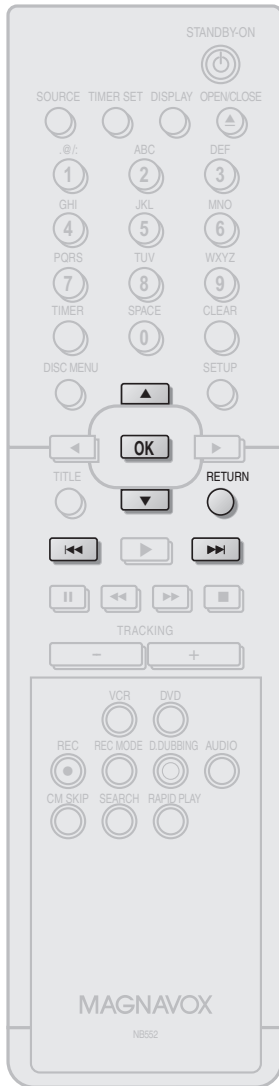 STANDBY-ON
SOURCE TIMER SET DISPLAY OPEN/CLOSE
.@/: ABC DEF
1 2 3
GHI JKL MNO
4 5 6
PQRS TUV WXYZ
7 8 9
TIMER SPACE CLEAR
0
DISC MENU SETUP
OK
TITLE RETURN
TRACKING
– +
VCR DVD
REC REC MODE D.DUBBING AUDIO
CM SKIP SEARCH RAPID PLAY
MAGNAVOX
NB552